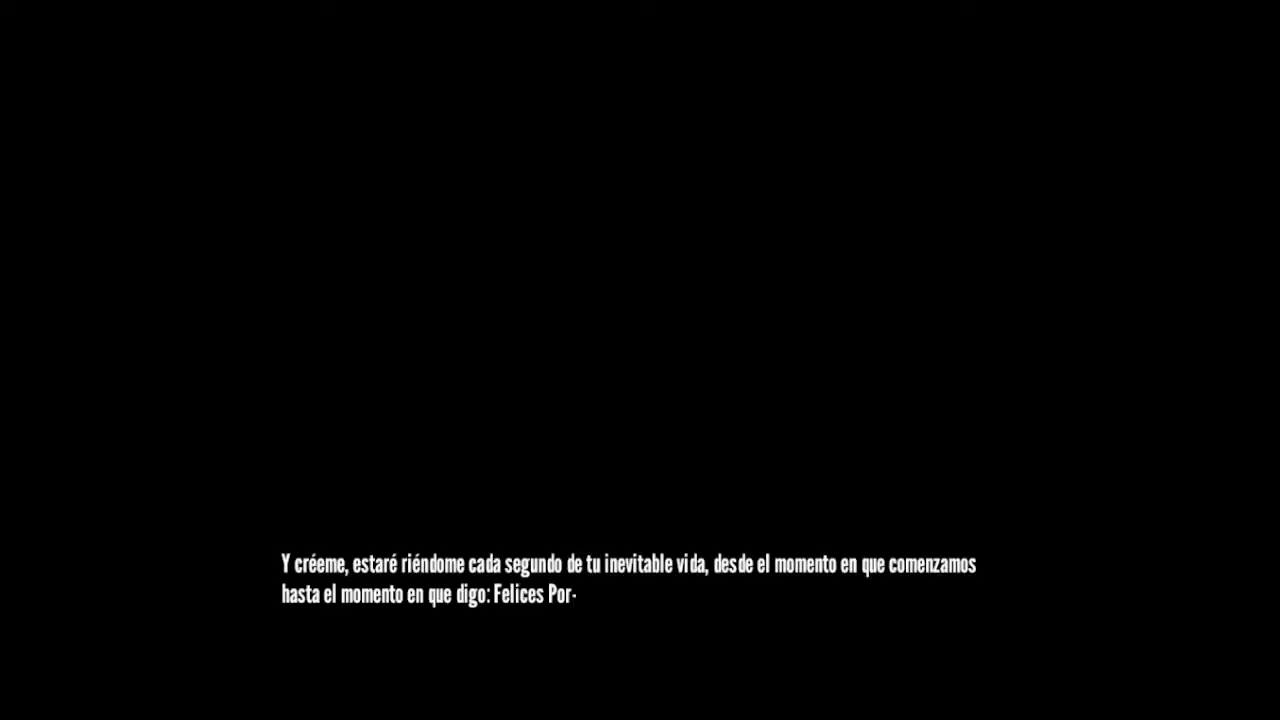 Y créeme, estaré riéndome cada segundo de tu inevitable vida, desde el momento en que comenzamos
hasta el momento en que digo: Felices Por-